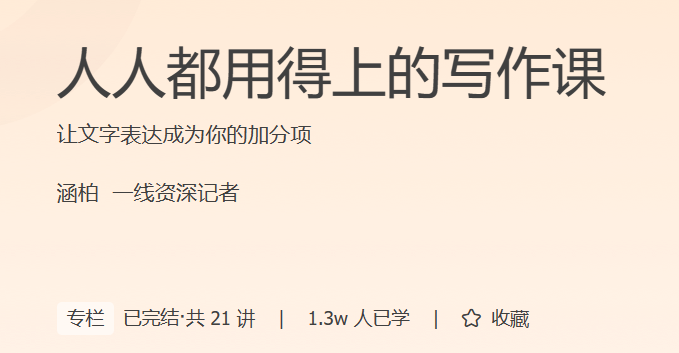 人人都用得上的写作课
让文字表达成为你的加分项
涵柏 一线资深记者
专栏 已完结·共 21 讲 | 1.3w 人已学 | 收藏